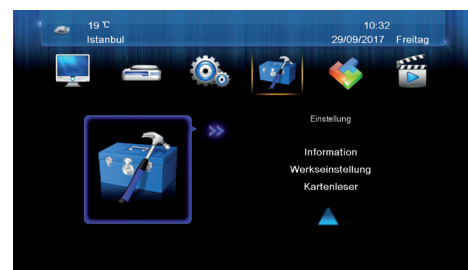 19 °C
Istanbul
10:32
29/09/2017 Freitag
Einstellung
Information
Werkseinstellung
Kartenleser